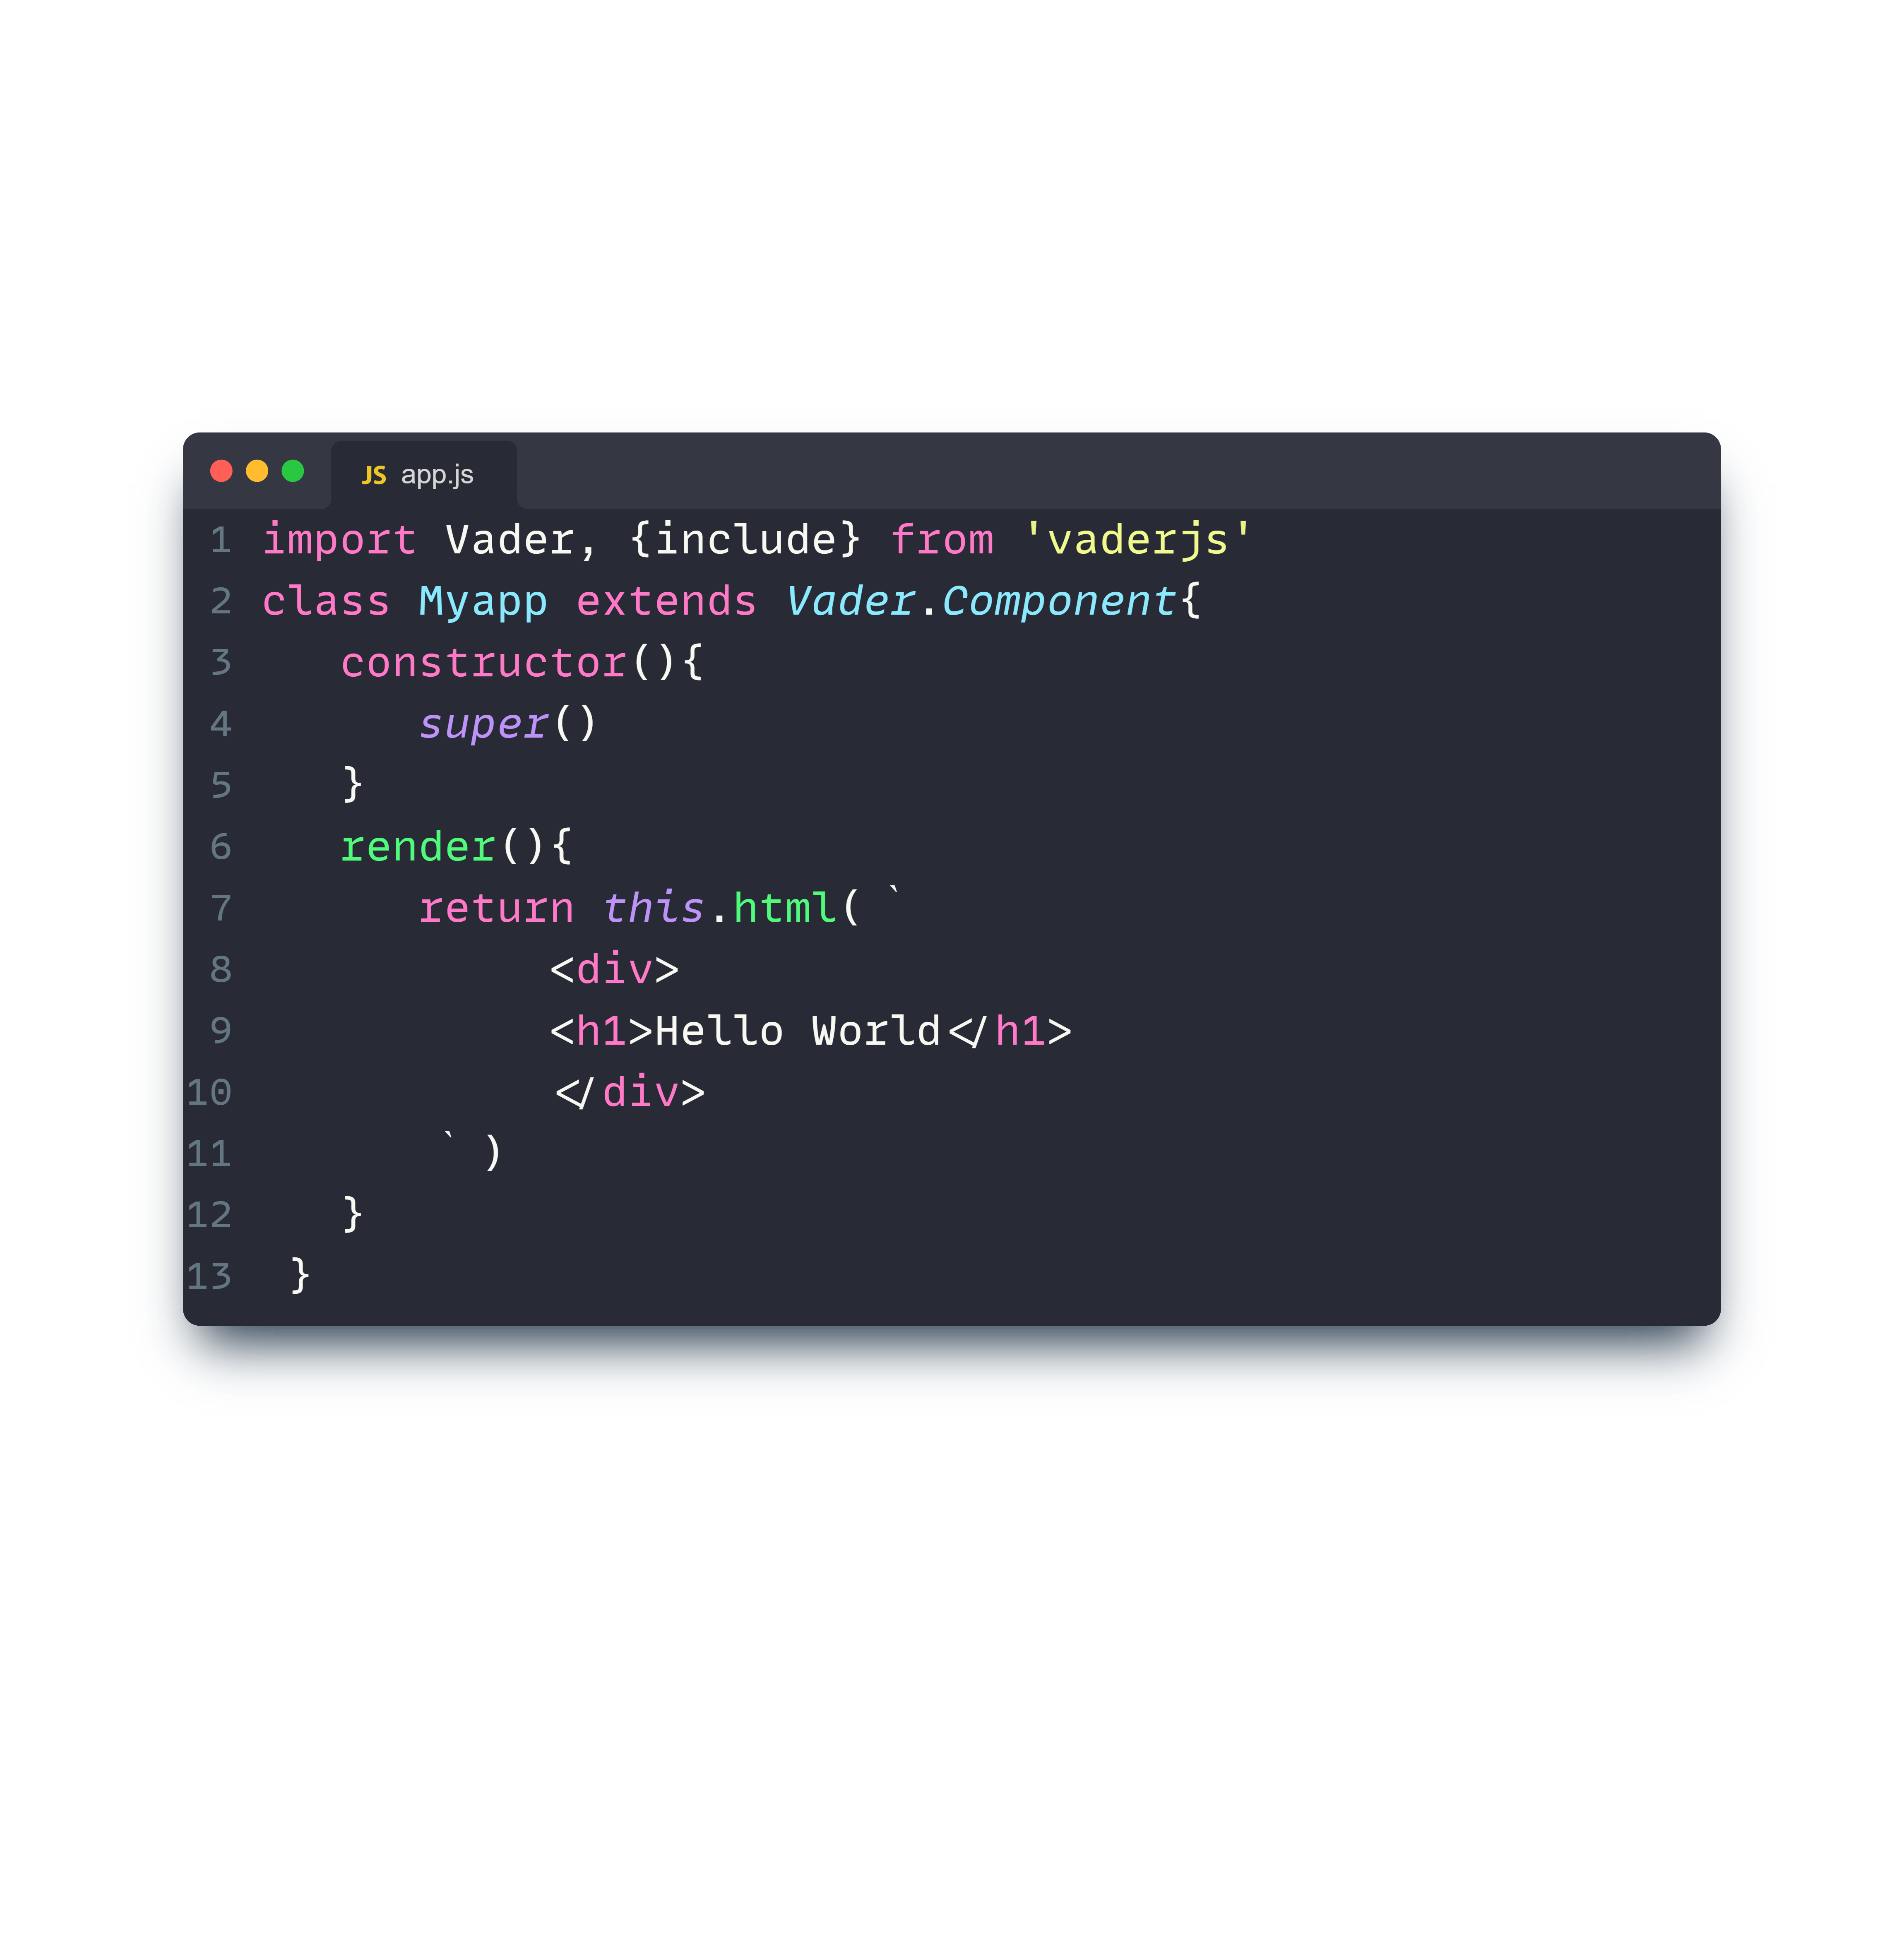 JS app.js
1 import Vader, {include} from 'vaderjs'
2 class Myapp extends Vader.Component{
3    constructor(){
4       super()
5    }
6    render(){
7       return this.html( `
8            <div>
9            <h1>Hello World</h1>
10            </div>
11        ` )
12    }
13  }